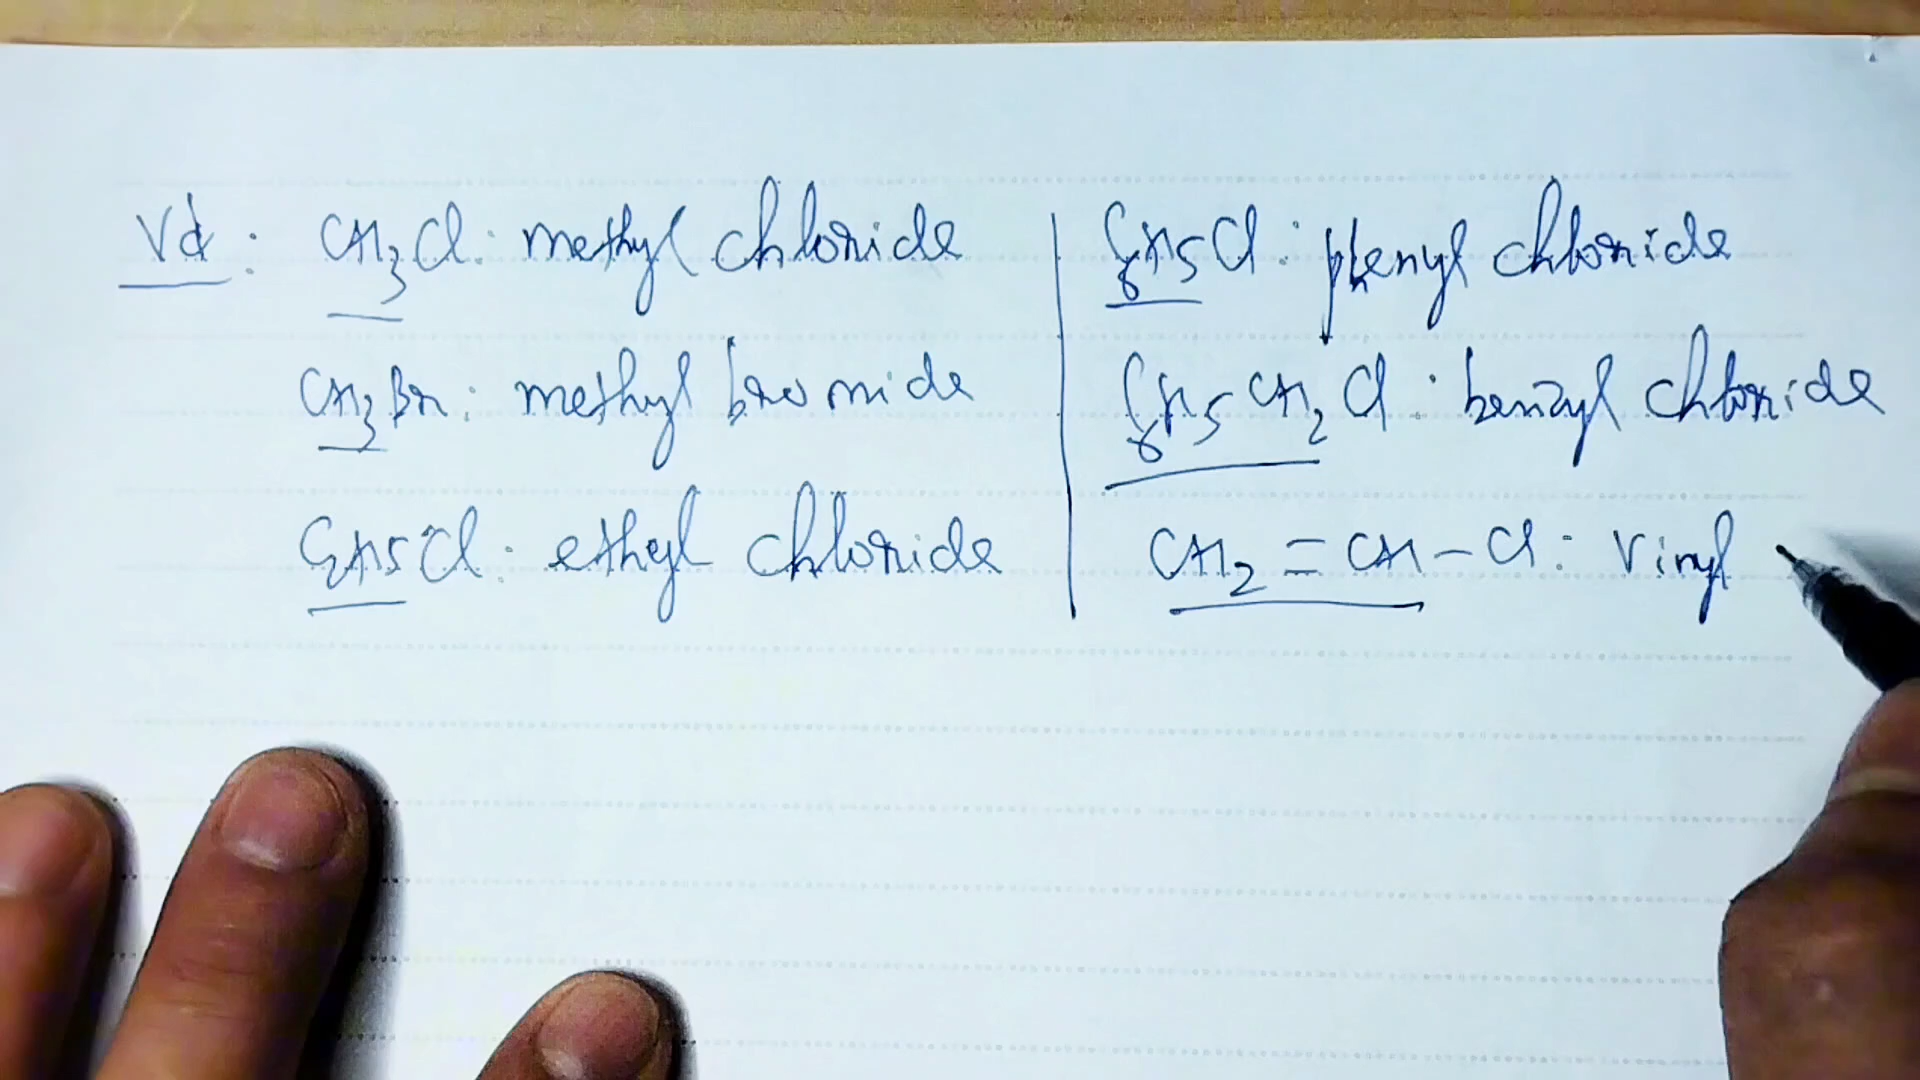 Vd: CH3Cl: methyl chloride
CH3Br: methyl bromide
C2H5Cl: ethyl chloride
C6H5Cl: phenyl chloride
C6H5CH2Cl: benzyl chloride
CH2=CH-Cl: Vinyl